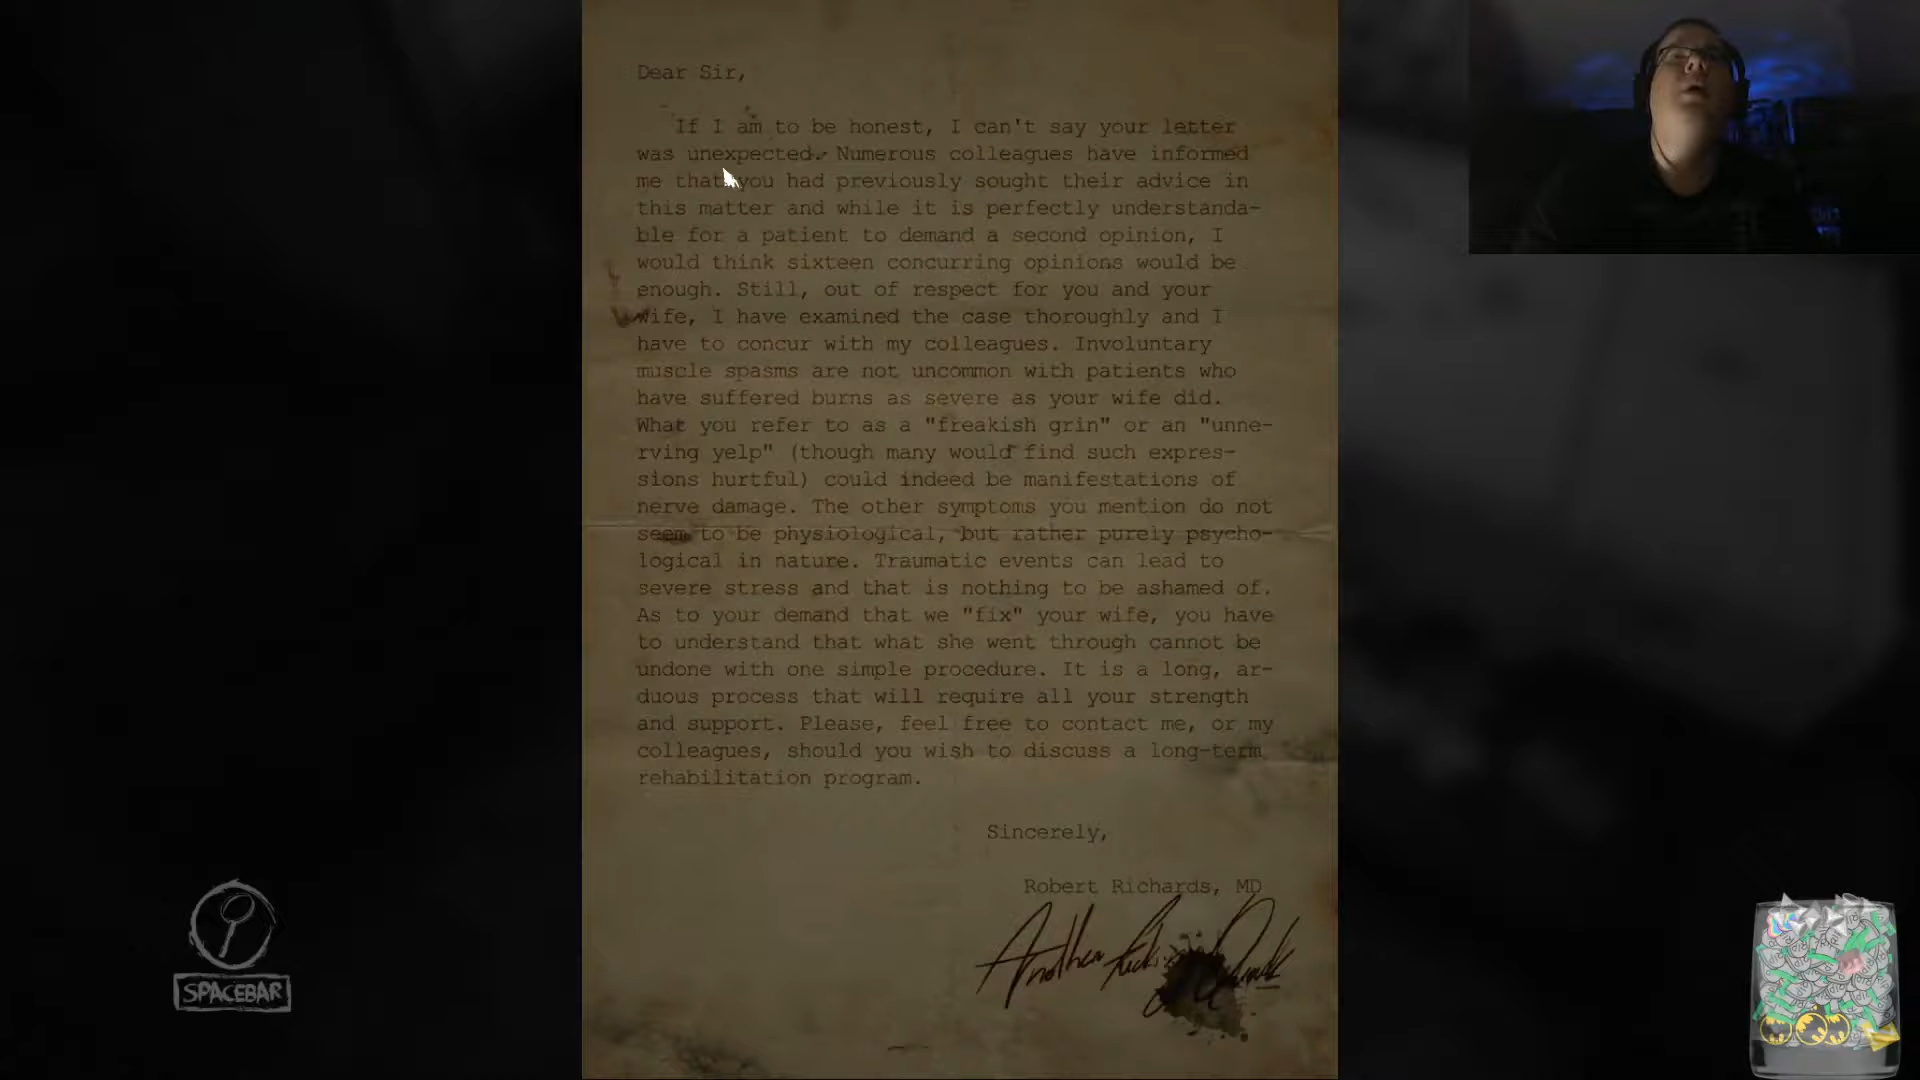 Dear Sir,
If I am to be honest, I can't say your letter
was unexpected. Numerous colleagues have informed
me that you had previously sought their advice in
this matter and while it is perfectly understanda-
ble for a patient to demand a second opinion, I
would think sixteen concurring opinions would be
enough. Still, out of respect for you and your
wife, I have examined the case thoroughly and I
have to concur with my colleagues. Involuntary
muscle spasms are not uncommon with patients who
have suffered burns as severe as your wife did.
What you refer to as a "freakish grin" or an "unne-
rving yelp" (though many would find such expres-
sions hurtful) could indeed be manifestations of
nerve damage. The other symptoms you mention do not
seem to be physiological, but rather purely psycho-
logical in nature. Traumatic events can lead to
severe stress and that is nothing to be ashamed of.
As to your demand that we "fix" your wife, you have
to understand that what she went through cannot be
undone with one simple procedure. It is a long, ar-
duous process that will require all your strength
and support. Please, feel free to contact me, or my
colleagues, should you wish to discuss a long-term
rehabilitation program.
Sincerely,
Robert Richards, MD
Another
SPACEBAR